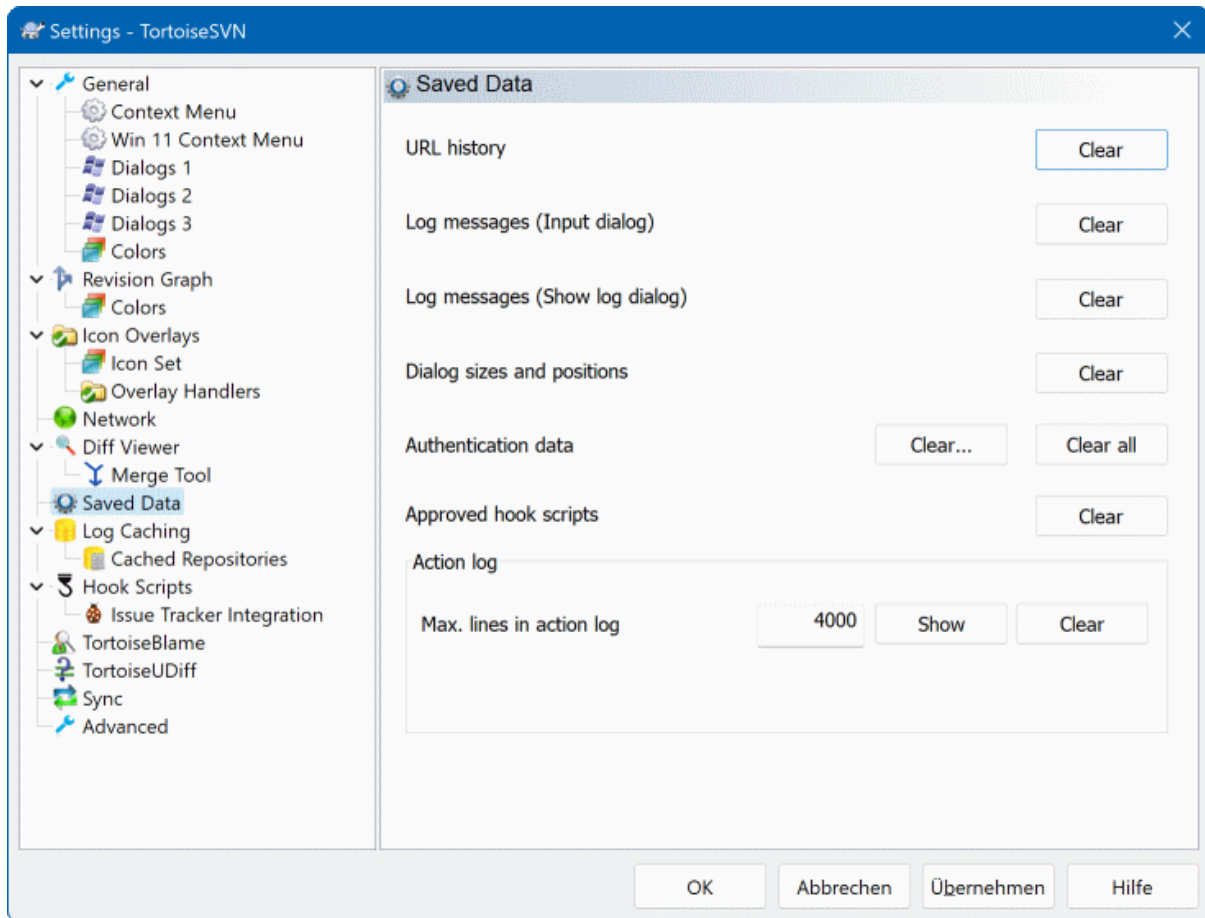 Settings - TortoiseSVN
General
Context Menu
Win 11 Context Menu
Dialogs 1
Dialogs 2
Dialogs 3
Colors
Revision Graph
Colors
Icon Overlays
Icon Set
Overlay Handlers
Network
Diff Viewer
Merge Tool
Saved Data
Log Caching
Cached Repositories
Hook Scripts
Issue Tracker Integration
TortoiseBlame
TortoiseUDiff
Sync
Advanced
Saved Data
URL history Clear
Log messages (Input dialog) Clear
Log messages (Show log dialog) Clear
Dialog sizes and positions Clear
Authentication data Clear... Clear all
Approved hook scripts Clear
Action log
Max. lines in action log 4000 Show Clear
OK Abbrechen Übernehmen Hilfe